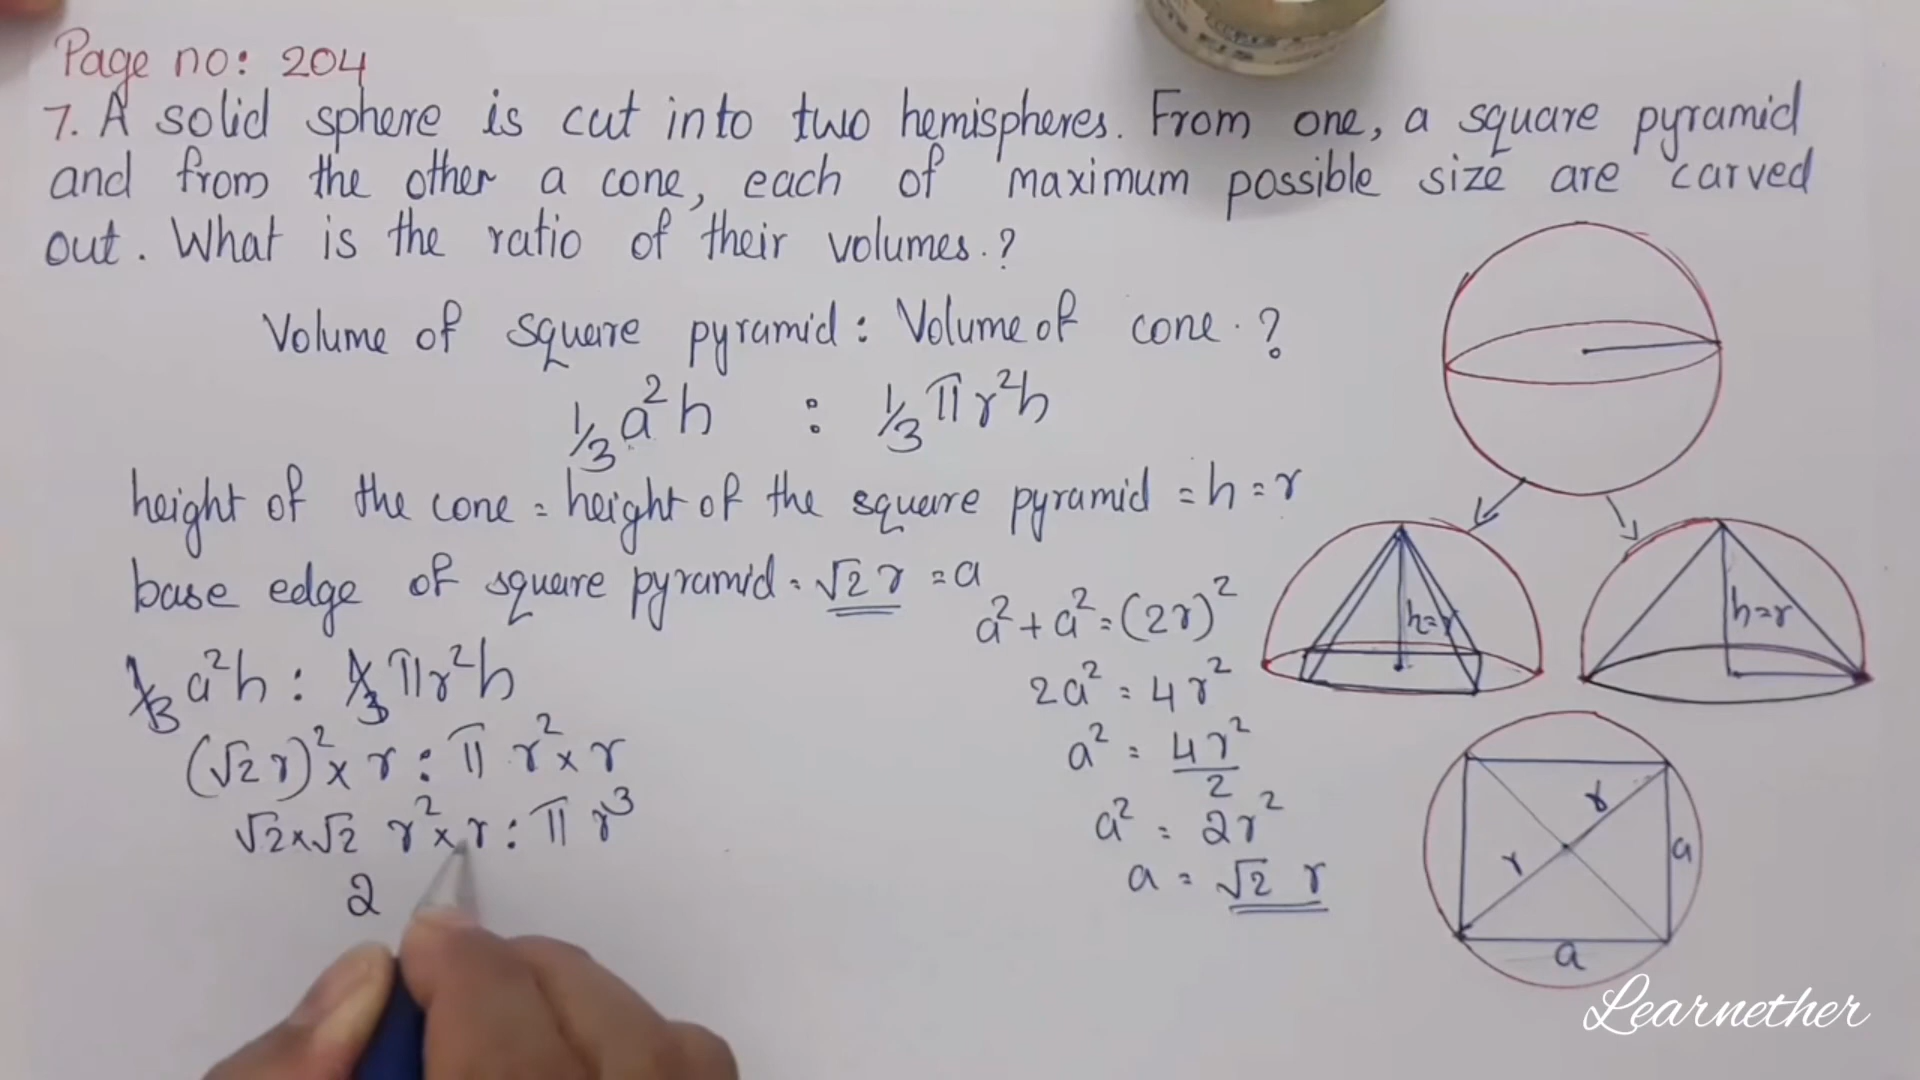 Page no: 204
7. A solid sphere is cut into two hemispheres. From one, a square pyramid
and from the other a cone, each of maximum possible size are carved
out. What is the ratio of their volumes.?
Volume of square pyramid : Volume of cone.?
1/3 a²h : 1/3 πr²h
height of the cone = height of the square pyramid = h = r
base edge of square pyramid = √2 r = a
1/3 a²h : 1/3 πr²h
(√2 r)² × r : π r² × r
√2×√2 r² × r : π r³
2
a² + a² = (2r)²
2a² = 4r²
a² = 4r²/2
a² = 2r²
a = √2 r
h=r
h=r
r
r
a
a
Learnether